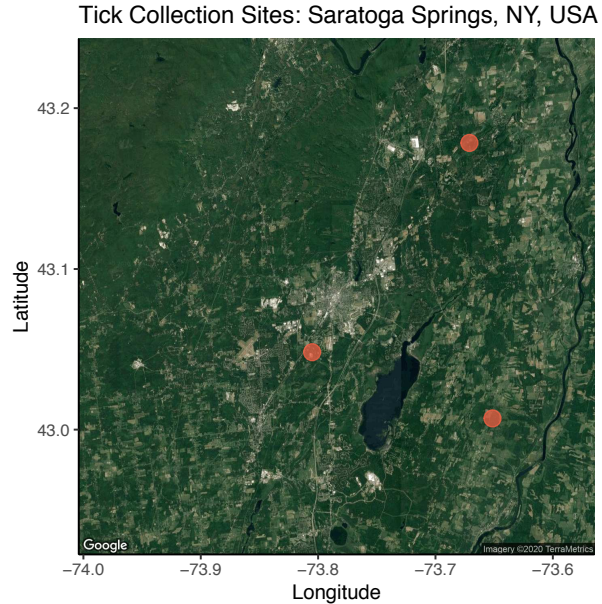 Tick Collection Sites: Saratoga Springs, NY, USA
43.2
43.1
43.0
Latitude
Google
Imagery ©2020 TerraMetrics
−74.0
−73.9
−73.8
−73.7
−73.6
Longitude